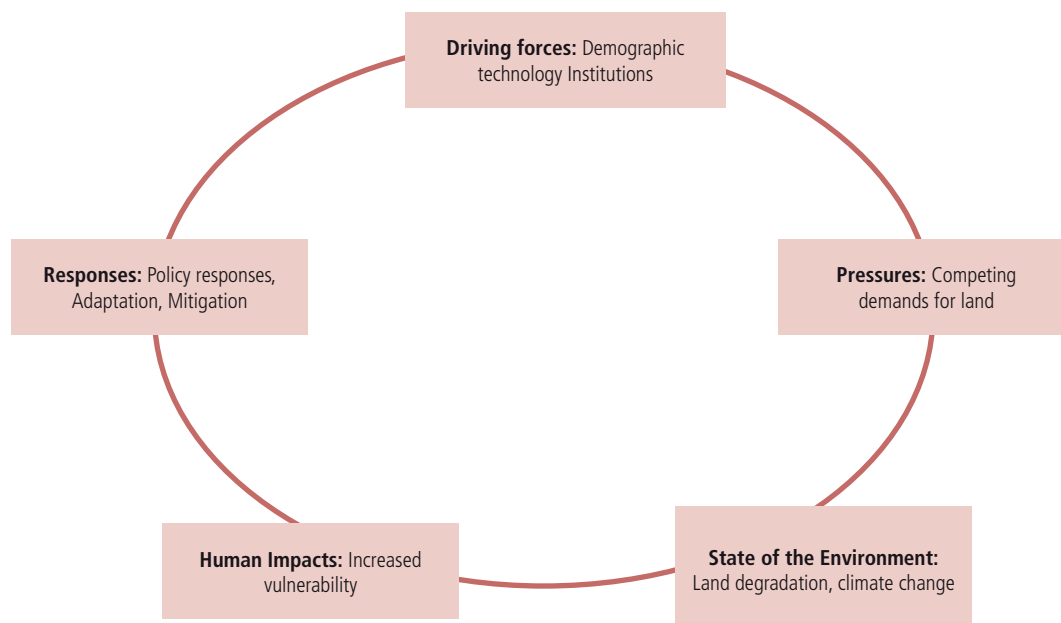 Driving forces: Demographic
technology Institutions
Responses: Policy responses,
Adaptation, Mitigation
Pressures: Competing
demands for land
Human Impacts: Increased
vulnerability
State of the Environment:
Land degradation, climate change